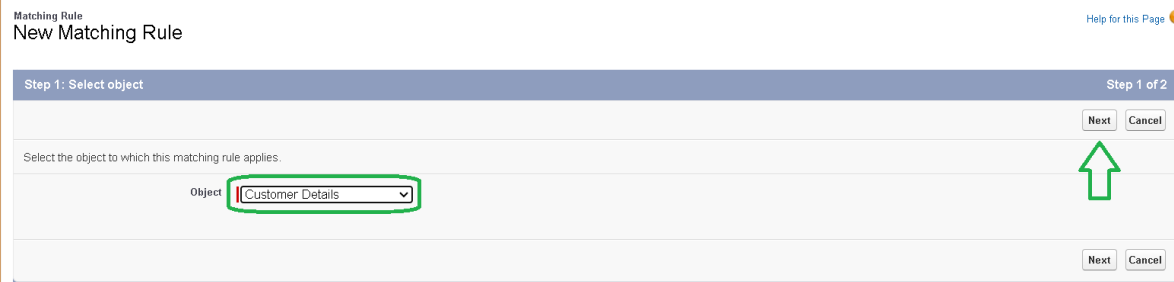 Matching Rule
New Matching Rule
Help for this Page
Step 1: Select object
Step 1 of 2
Next Cancel
Select the object to which this matching rule applies.
Object Customer Details
Next Cancel